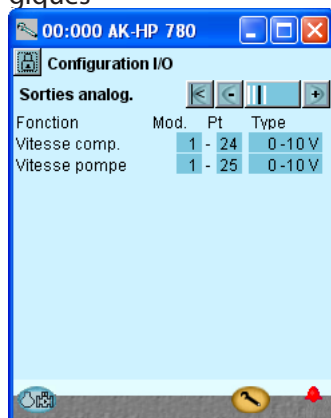 giques
00:000 AK-HP 780
Configuration I/O
Sorties analog.
Fonction Mod. Pt Type
Vitesse comp. 1 - 24 0-10 V
Vitesse pompe 1 - 25 0-10 V